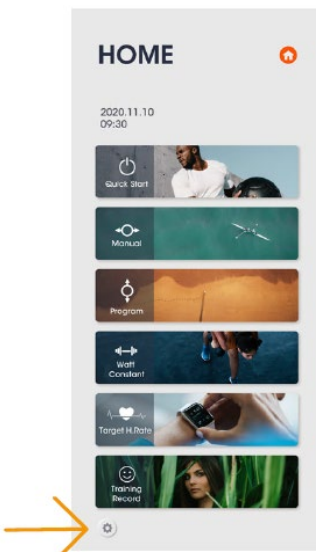 HOME
2020.11.10
09:30
Quick Start
Manual
Program
Watt
Constant
Target H.Rate
Training
Record